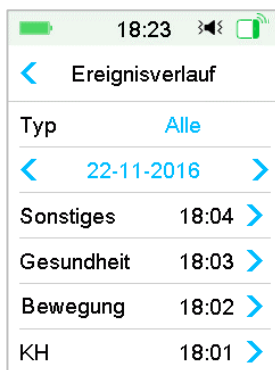 18:23
Ereignisverlauf
Typ Alle
22-11-2016
Sonstiges 18:04
Gesundheit 18:03
Bewegung 18:02
KH 18:01